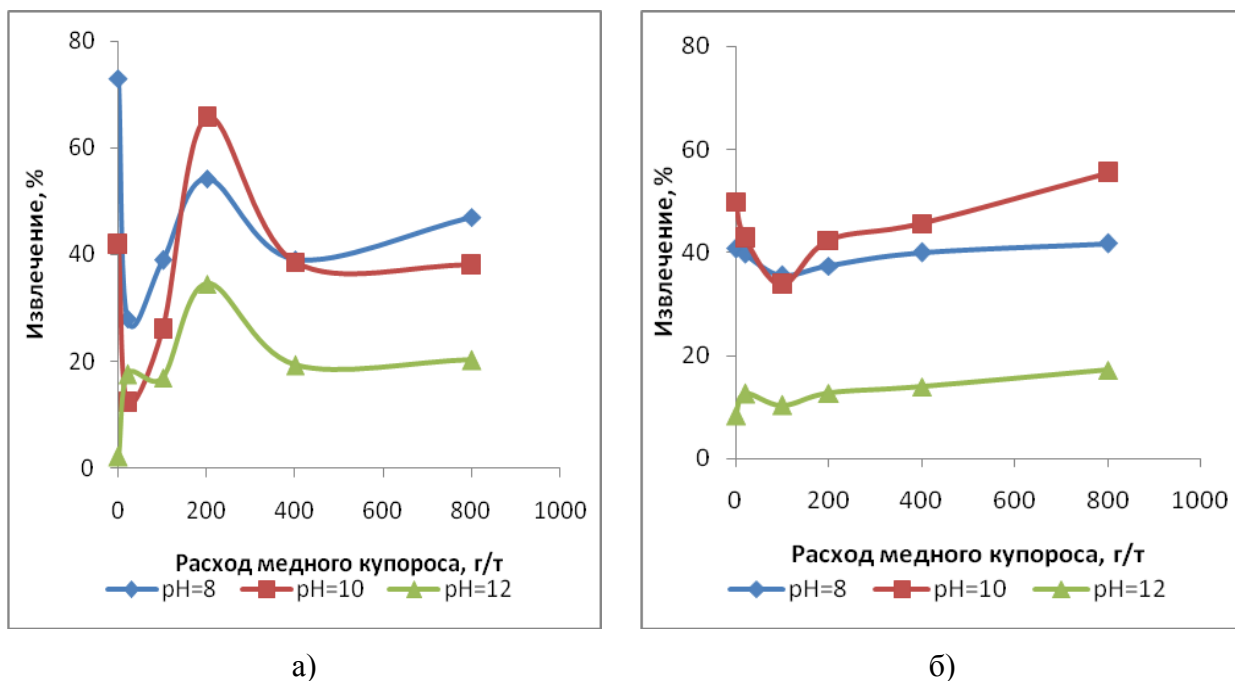 80
60
40
20
0
Извлечение, %
0 200 400 600 800 1000
Расход медного купороса, г/т
pH=8 pH=10 pH=12
а)
80
60
40
20
0
Извлечение, %
0 200 400 600 800 1000
Расход медного купороса, г/т
pH=8 pH=10 pH=12
б)